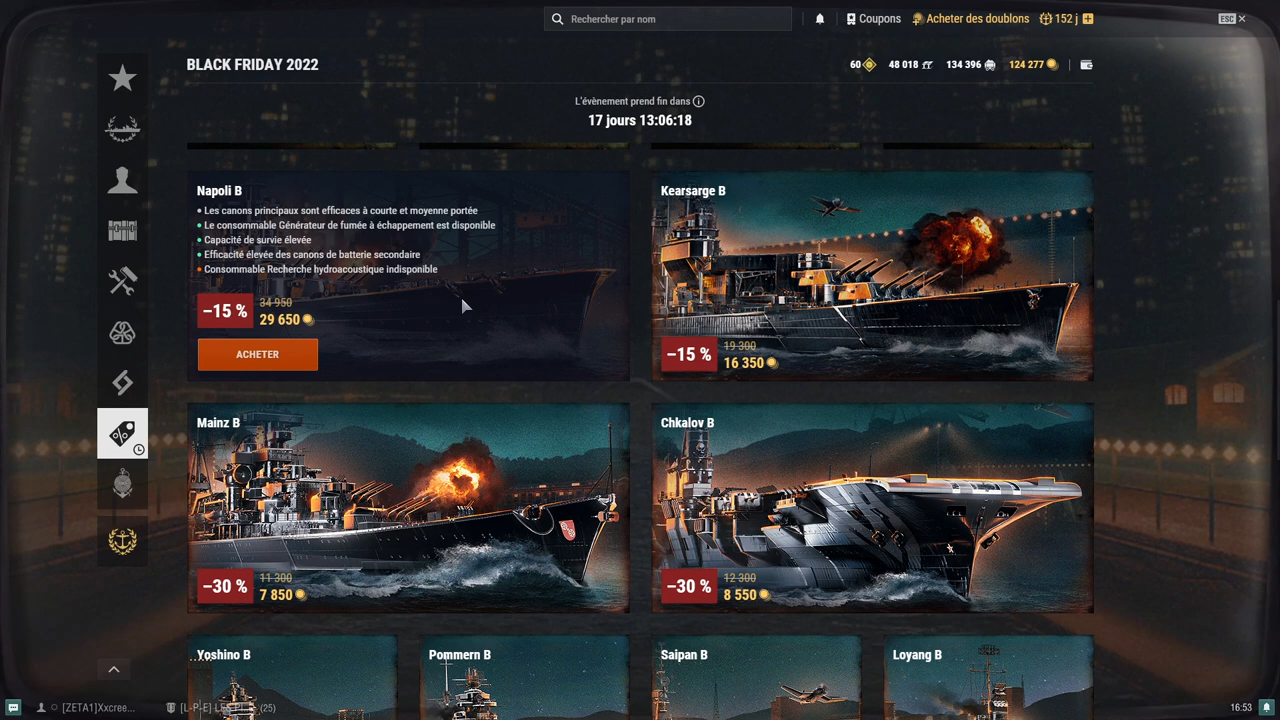 Rechercher par nom
Coupons
Acheter des doublons
152 j
ESC
BLACK FRIDAY 2022
60
48 018
134 396
124 277
L'évènement prend fin dans
17 jours 13:06:18
Napoli B
Les canons principaux sont efficaces à courte et moyenne portée
Le consommable Générateur de fumée à échappement est disponible
Capacité de survie élevée
Efficacité élevée des canons de batterie secondaire
Consommable Recherche hydroacoustique indisponible
−15 %
34 950
29 650
ACHETER
Kearsarge B
−15 %
19 300
16 350
Mainz B
−30 %
11 300
7 850
Chkalov B
−30 %
12 300
8 550
Yoshino B
Pommern B
Saipan B
Loyang B
[ZETA1]Xxcree...
[L-P-E]
(25)
16:53